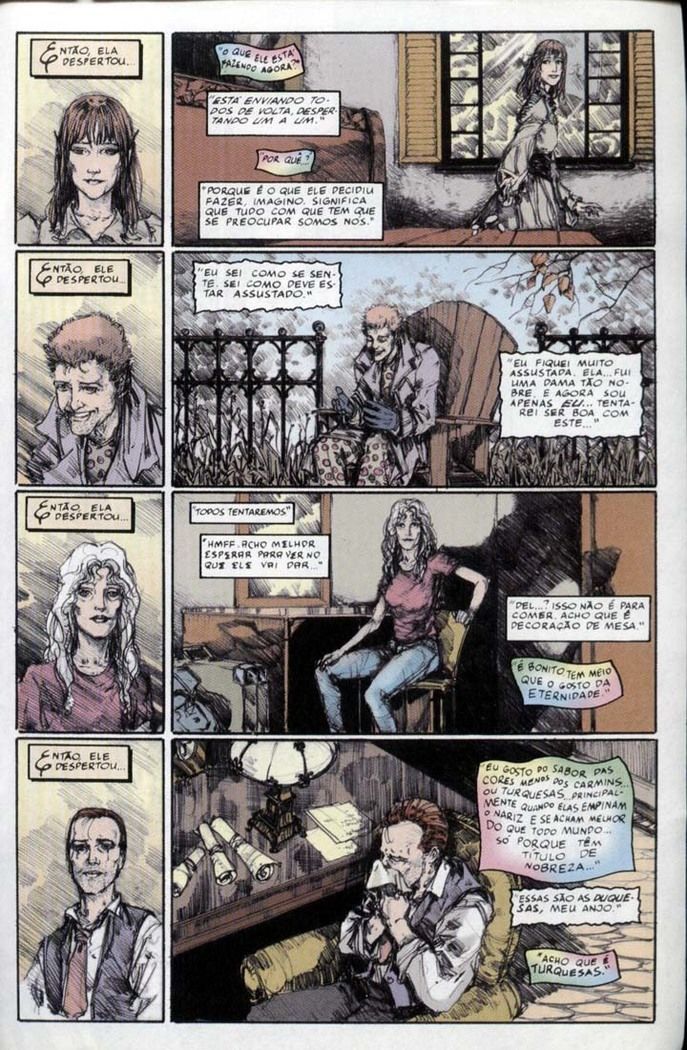 ENTÃO, ELA
DESPERTOU...
"O QUE ELE ESTÁ
FAZENDO AGORA?"
"ESTÁ ENVIANDO TO-
DOS DE VOLTA, DESPER-
TANDO UM A UM."
"POR QUÊ?"
"PORQUE É O QUE ELE DECIDIU
FAZER, IMAGINO. SIGNIFICA
QUE TUDO COM QUE TEM QUE
SE PREOCUPAR SOMOS NÓS."
ENTÃO, ELE
DESPERTOU...
"EU SEI COMO SE SEN-
TE. SEI COMO DEVE ES-
TAR ASSUSTADO."
"EU FIQUEI MUITO
ASSUSTADA. ELA... FUI
UMA DAMA TÃO NO-
BRE, E AGORA SOU
APENAS EU... TENTA-
REI SER BOA COM
ESTE..."
ENTÃO, ELA
DESPERTOU...
"TODOS TENTAREMOS"
"HMFF. ACHO MELHOR
ESPERAR PARA VER NO
QUE ELE VAI DAR..."
"DEL...? ISSO NÃO É PARA
COMER. ACHO QUE É
DECORAÇÃO DE MESA."
"É BONITO TEM MEIO
QUE O GOSTO DA
ETERNIDADE."
ENTÃO, ELE
DESPERTOU...
"EU GOSTO DO SABOR DAS
CORES MENOS DOS CARMINS...
OU TURQUESAS... PRINCIPAL-
MENTE QUANDO ELAS EMPINAM
O NARIZ E SE ACHAM MELHOR
DO QUE TODO MUNDO...
SÓ PORQUE TÊM
TÍTULO DE
NOBREZA..."
"ESSAS SÃO AS DUQUE-
SAS, MEU ANJO."
"ACHO QUE É
TURQUESAS."